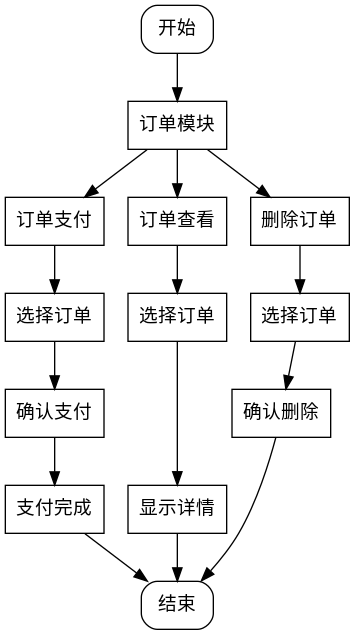 开始
订单模块
订单支付
订单查看
删除订单
选择订单
选择订单
选择订单
确认支付
确认删除
支付完成
显示详情
结束